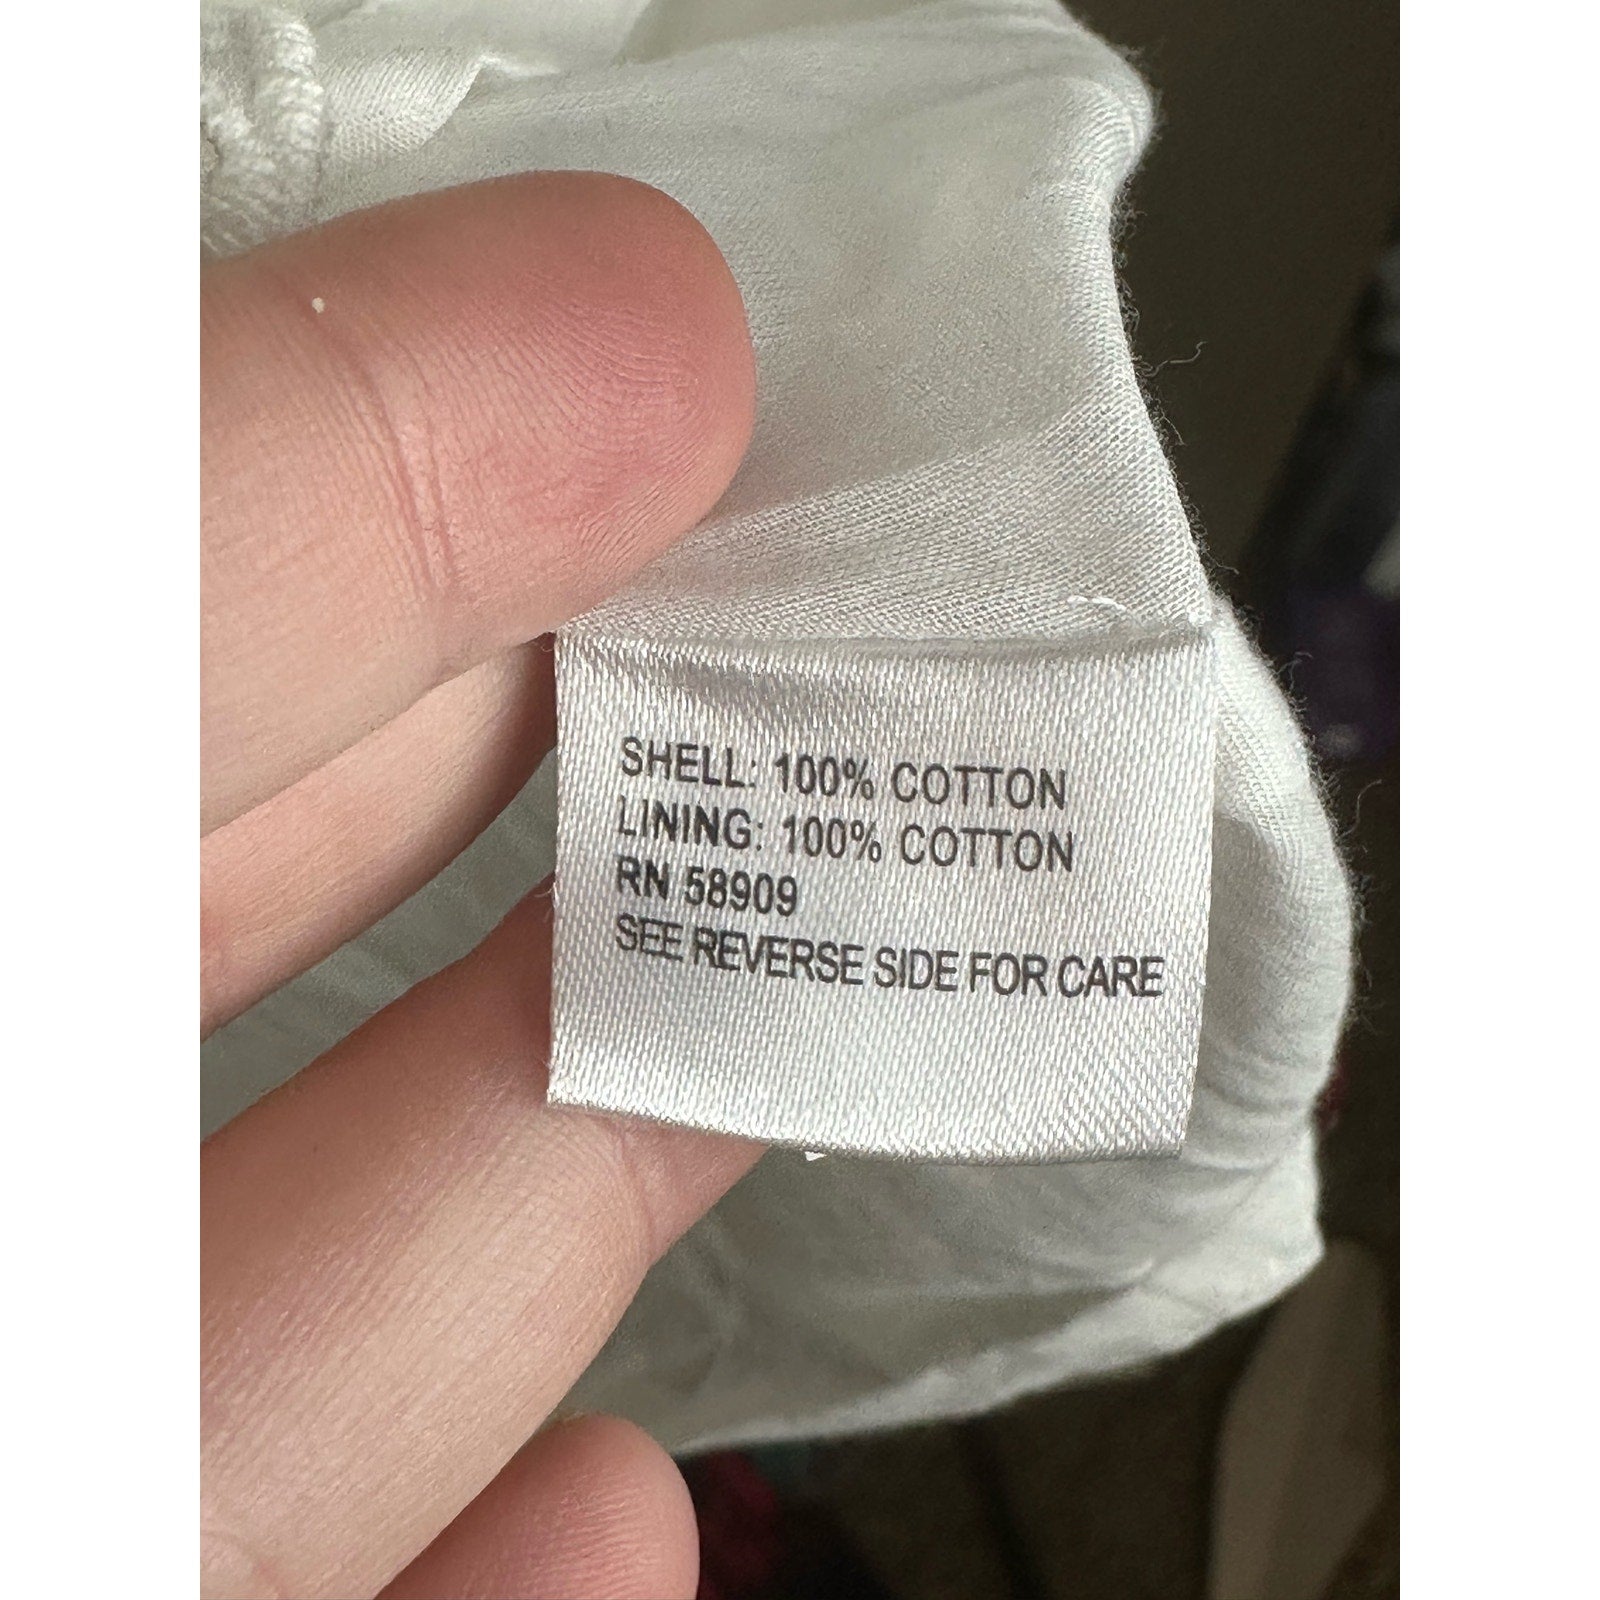 SHELL: 100% COTTON
LINING: 100% COTTON
RN 58909
SEE REVERSE SIDE FOR CARE